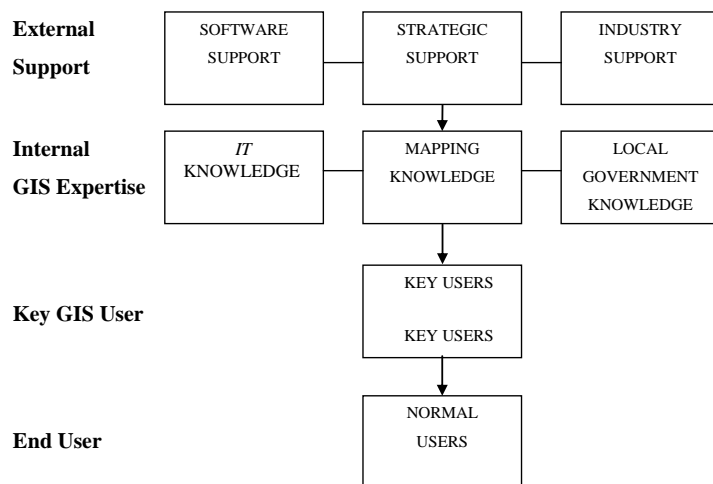 External
Support
SOFTWARE
SUPPORT
STRATEGIC
SUPPORT
INDUSTRY
SUPPORT
Internal
GIS Expertise
IT
KNOWLEDGE
MAPPING
KNOWLEDGE
LOCAL
GOVERNMENT
KNOWLEDGE
Key GIS User
KEY USERS
KEY USERS
End User
NORMAL
USERS